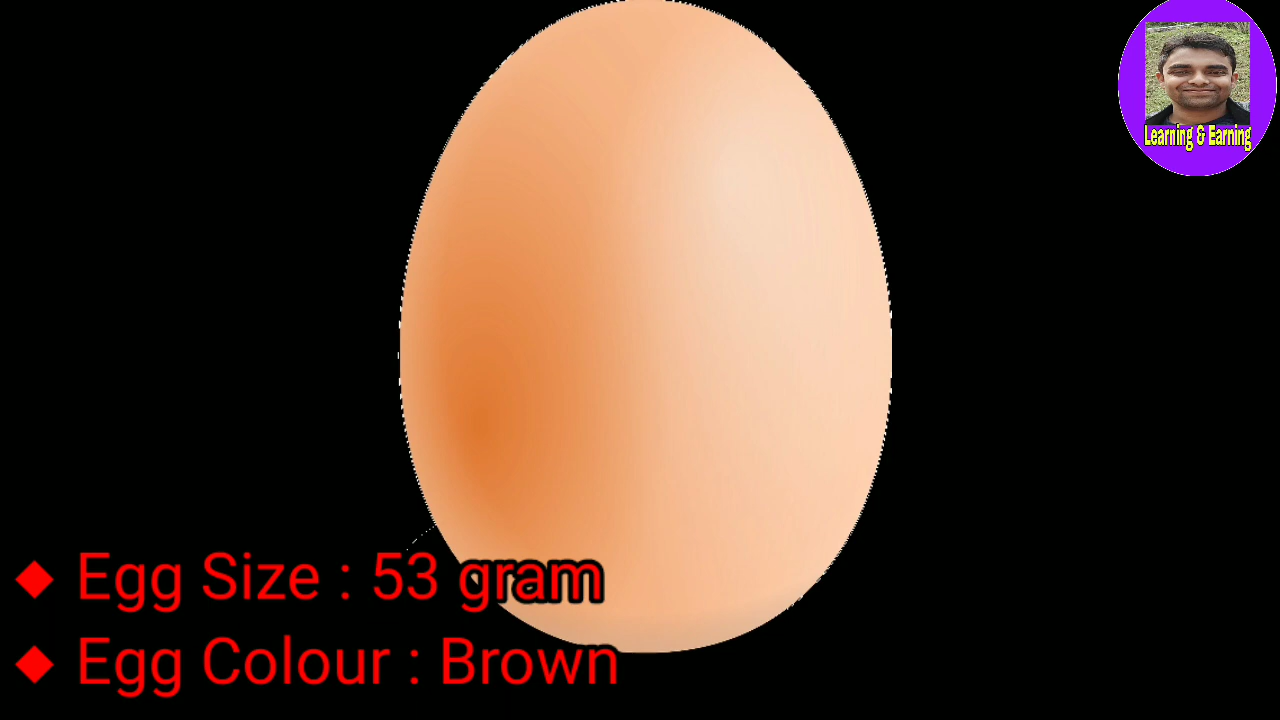 Learning & Earning
◆ Egg Size : 53 gram
◆ Egg Colour : Brown